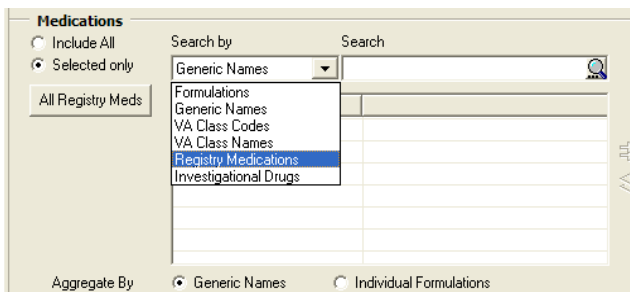 Medications
Include All
Search by
Search
Selected only
Generic Names
All Registry Meds
Formulations
Generic Names
VA Class Codes
VA Class Names
Registry Medications
Investigational Drugs
Aggregate By
Generic Names
Individual Formulations